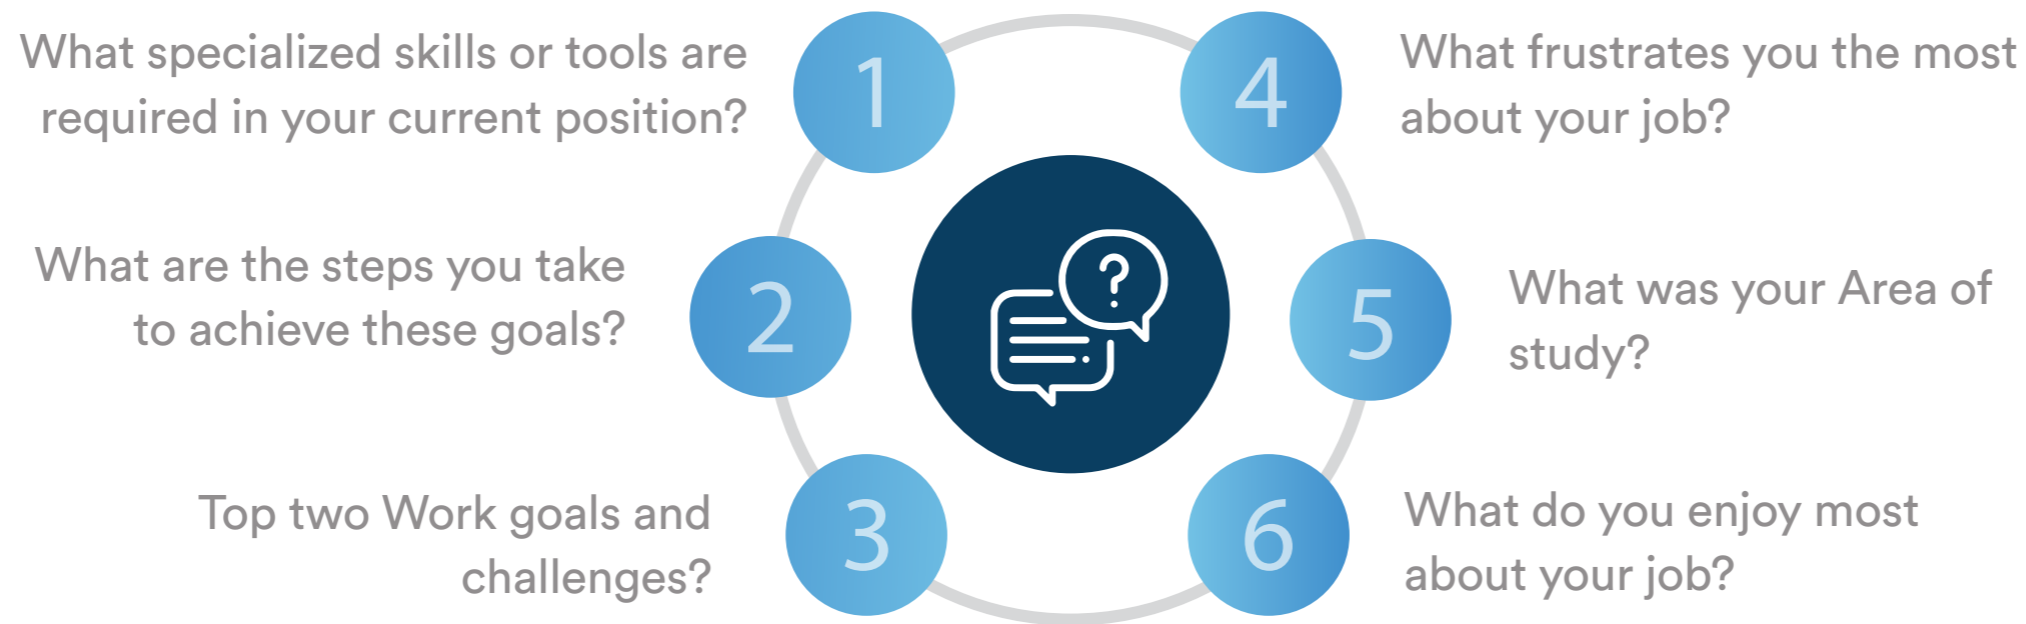 What specialized skills or tools are
required in your current position?
1
What are the steps you take
to achieve these goals?
2
Top two Work goals and
challenges?
3
4
What frustrates you the most
about your job?
5
What was your Area of
study?
6
What do you enjoy most
about your job?
?